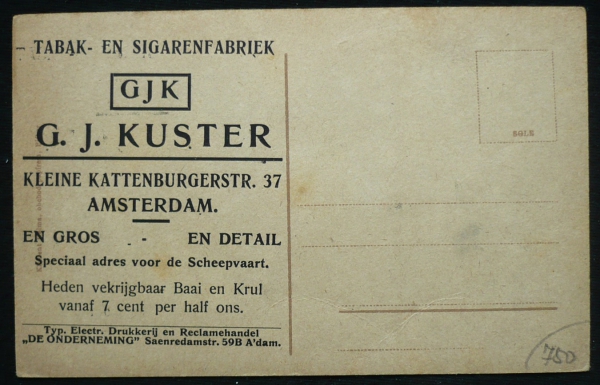 – TABAK- EN SIGARENFABRIEK
GJK
G. J. KUSTER
KLEINE KATTENBURGERSTR. 37
AMSTERDAM.
EN GROS - EN DETAIL
Speciaal adres voor de Scheepvaart.
Heden vekrijgbaar Baai en Krul
vanaf 7 cent per half ons.
Typ. Electr. Drukkerij en Reclamehandel
„DE ONDERNEMING” Saenredamstr. 59B A'dam.
750